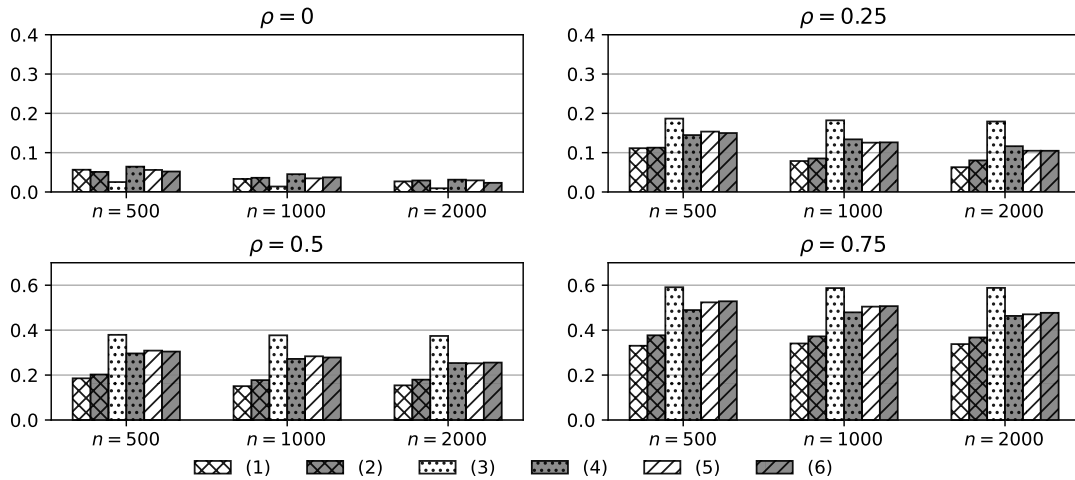 ρ = 0
0.4
0.3
0.2
0.1
0.0
n = 500 n = 1000 n = 2000
ρ = 0.25
0.4
0.3
0.2
0.1
0.0
n = 500 n = 1000 n = 2000
ρ = 0.5
0.6
0.4
0.2
0.0
n = 500 n = 1000 n = 2000
ρ = 0.75
0.6
0.4
0.2
0.0
n = 500 n = 1000 n = 2000
(1) (2) (3) (4) (5) (6)